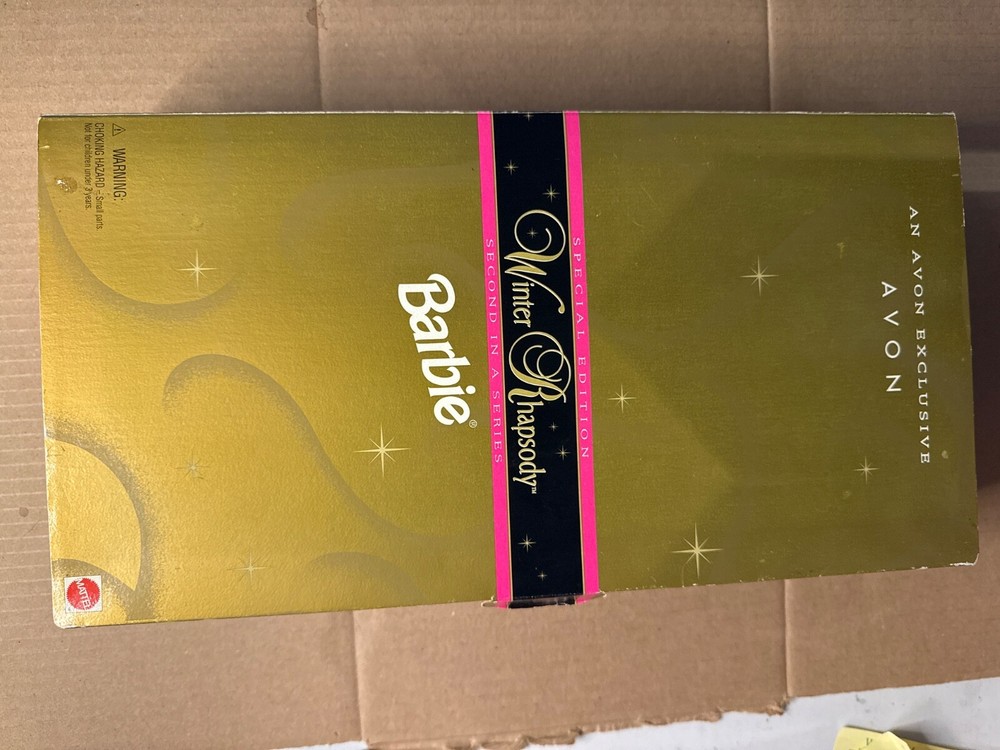 AN AVON EXCLUSIVE
AVON
SPECIAL EDITION
Winter Rhapsody™
SECOND IN A SERIES
Barbie®
⚠ WARNING:
CHOKING HAZARD – Small parts.
Not for children under 3 years.
MATTEL